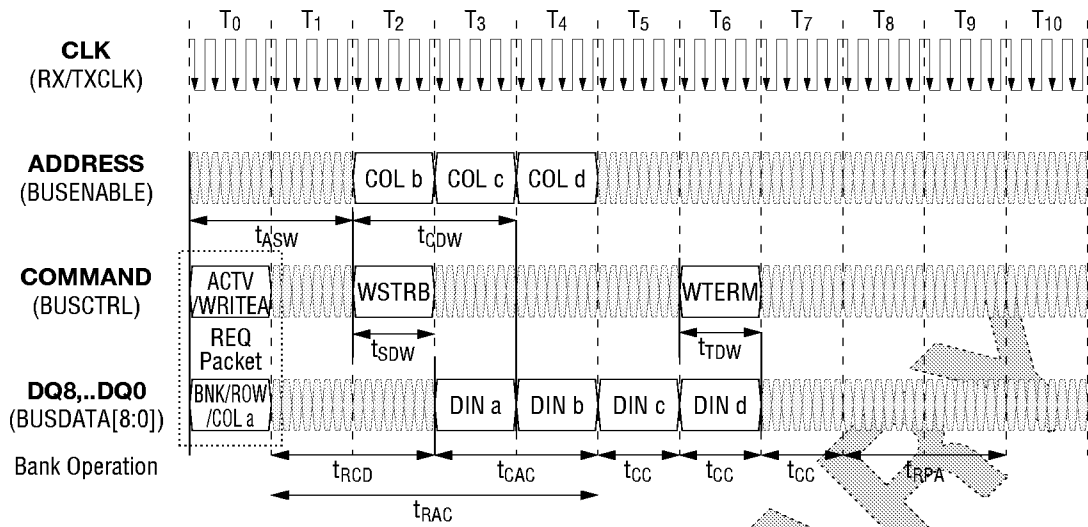 T0 T1 T2 T3 T4 T5 T6 T7 T8 T9 T10
CLK
(RX/TXCLK)
ADDRESS
(BUSENABLE)
COL b COL c COL d
tASW tCDW
COMMAND
(BUSCTRL)
ACTV
/WRITEA
WSTRB WTERM
REQ
Packet
tSDW tTDW
DQ8,..DQ0
(BUSDATA[8:0])
BNK/ROW
/COL a
DIN a DIN b DIN c DIN d
Bank Operation
tRCD tCAC tCC tCC tCC tRPA
tRAC